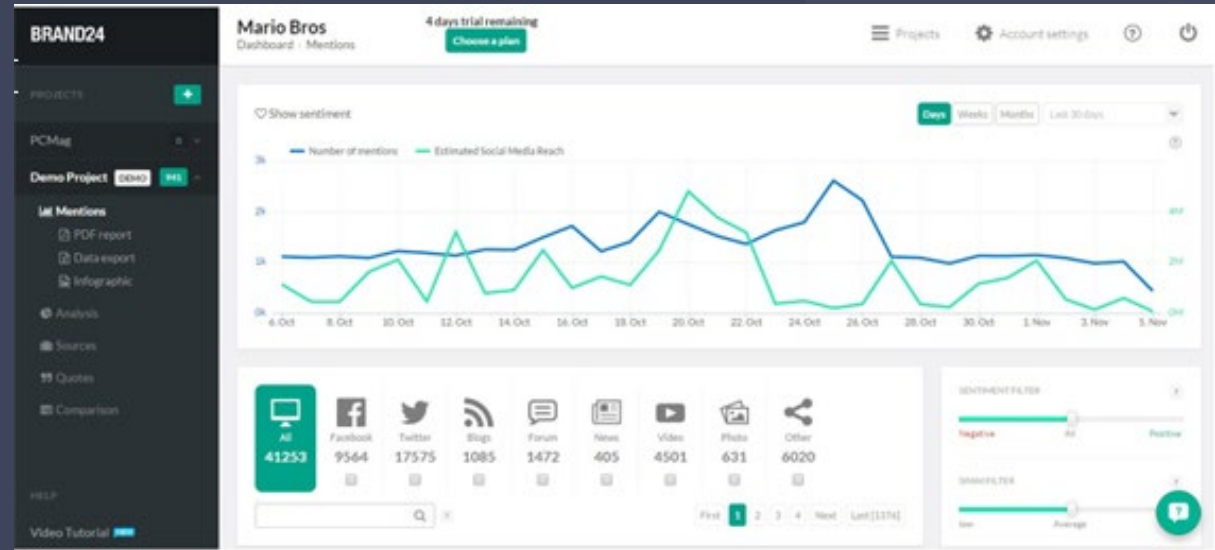 BRAND24
PROJECTS
PCMag 0
Demo Project DEMO 941
Mentions
PDF report
Data export
Infographic
Analysis
Sources
Quotes
Comparison
HELP
Video Tutorial
Mario Bros
Dashboard · Mentions
4 days trial remaining
Choose a plan
Projects
Account settings
Show sentiment
Days Weeks Months Last 30 days
Number of mentions Estimated Social Media Reach
3k
2k 4M
1k 2M
0k 0M
6. Oct 8. Oct 10. Oct 12. Oct 14. Oct 16. Oct 18. Oct 20. Oct 22. Oct 24. Oct 26. Oct 28. Oct 30. Oct 1. Nov 3. Nov 5. Nov
All Facebook Twitter Blogs Forum News Video Photo Other
41253 9564 17575 1085 1472 405 4501 631 6020
First 1 2 3 4 Next Last [1376]
SENTIMENT FILTER
Negative All Positive
SPAM FILTER
low Average